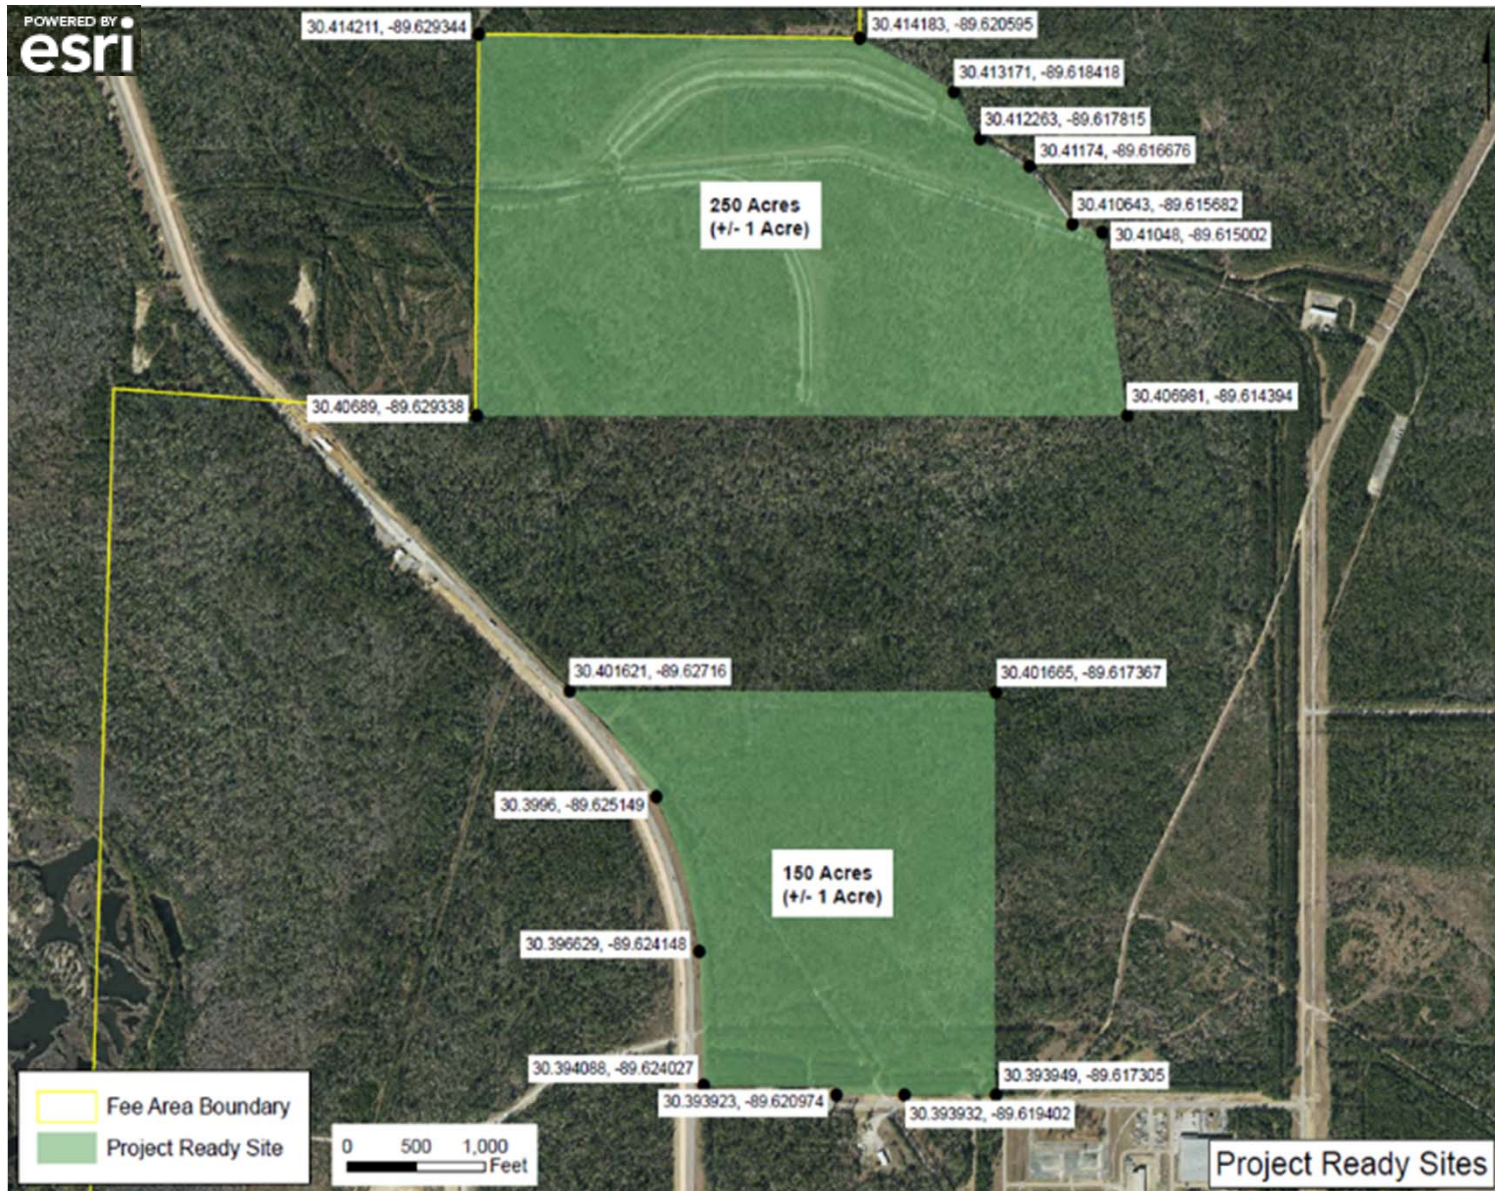 POWERED BY
esri
30.414211, -89.629344
30.414183, -89.620595
30.413171, -89.618418
30.412263, -89.617815
30.41174, -89.616676
250 Acres
(+/- 1 Acre)
30.410643, -89.615682
30.41048, -89.615002
30.40689, -89.629338
30.406981, -89.614394
30.401621, -89.62716
30.401665, -89.617367
30.3996, -89.625149
150 Acres
(+/- 1 Acre)
30.396629, -89.624148
30.394088, -89.624027
30.393949, -89.617305
30.393923, -89.620974
30.393932, -89.619402
Fee Area Boundary
Project Ready Site
0 500 1,000
Feet
Project Ready Sites